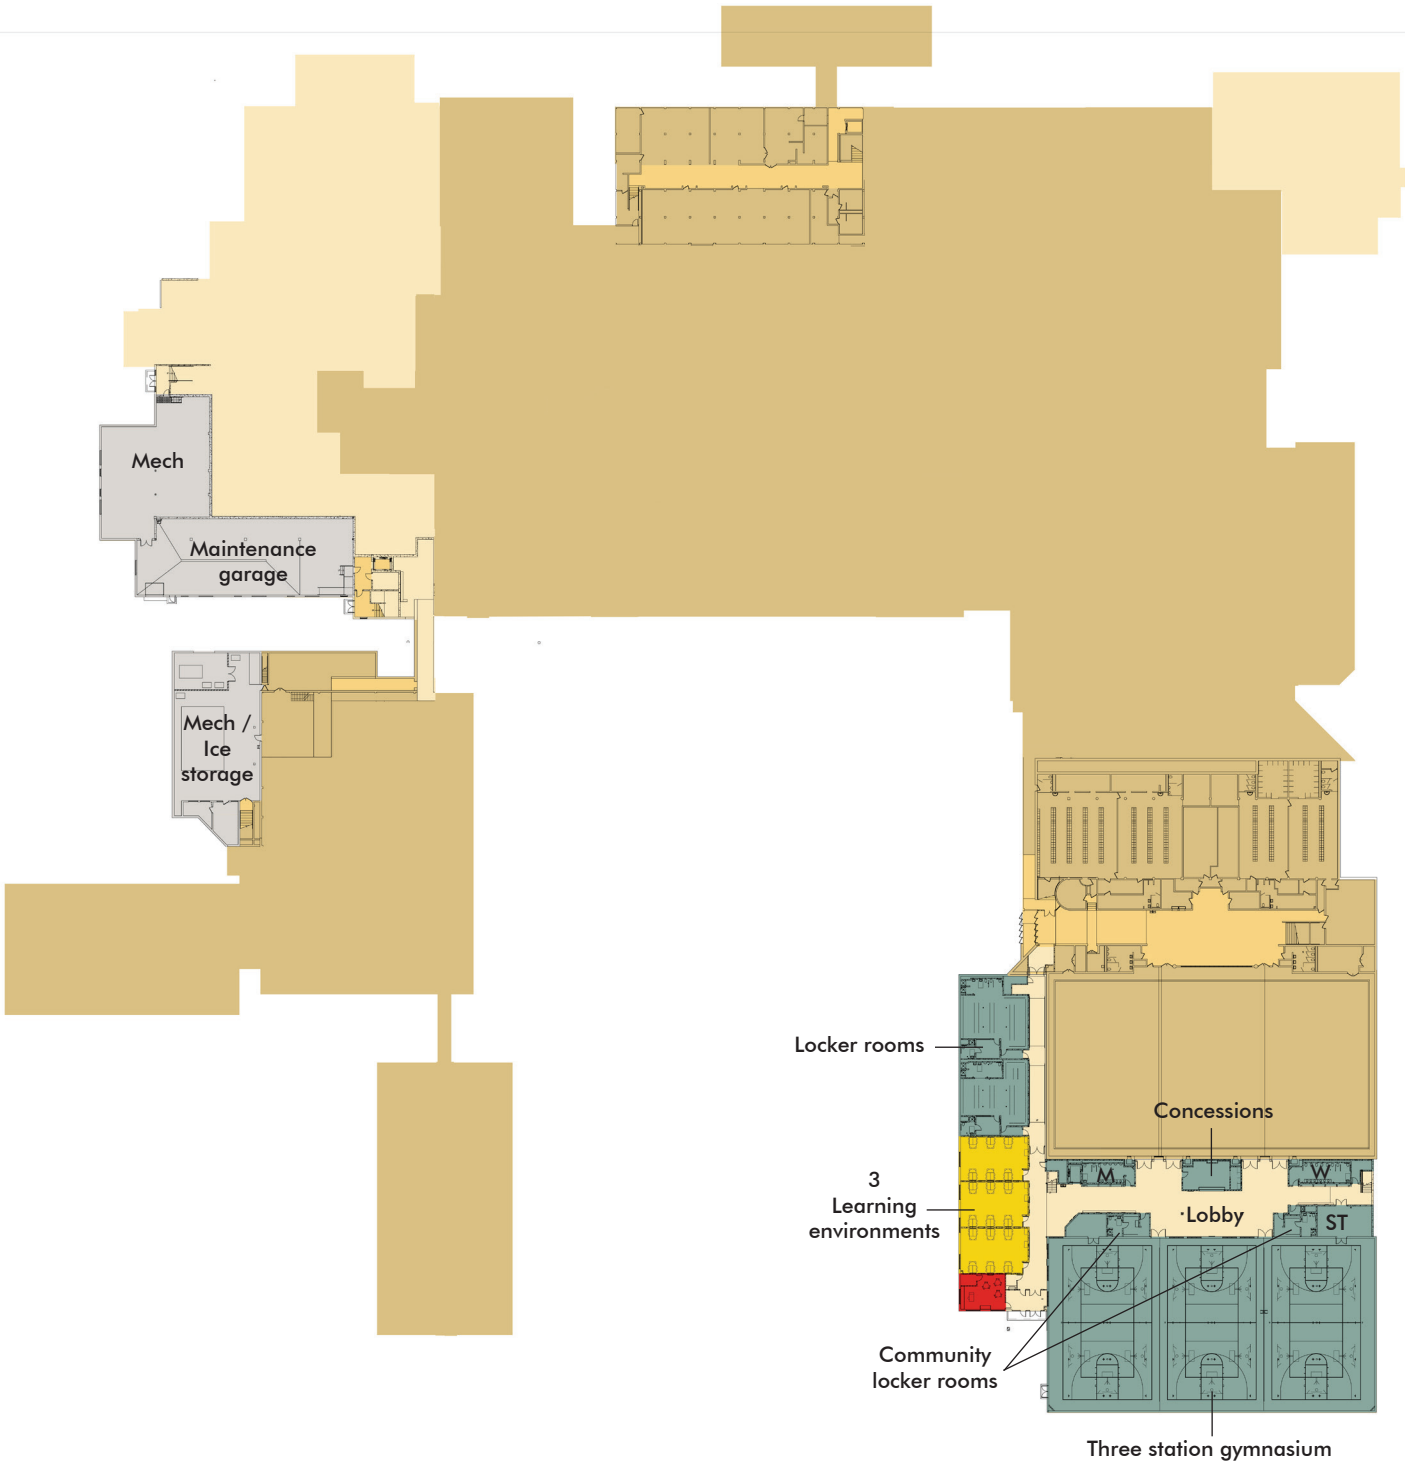 Mech
Maintenance
garage
Mech /
Ice
storage
Locker rooms
Concessions
M
W
3
Learning
environments
Lobby
ST
Community
locker rooms
Three station gymnasium